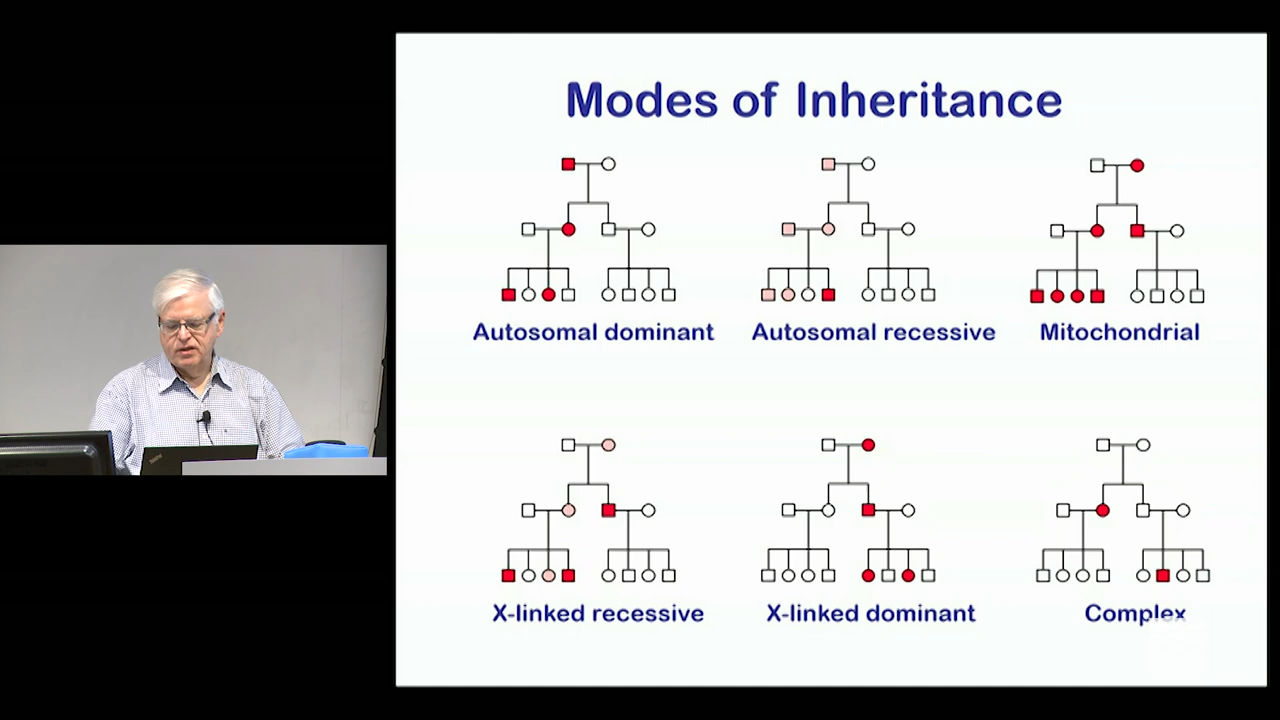 Modes of Inheritance
Autosomal dominant
Autosomal recessive
Mitochondrial
X-linked recessive
X-linked dominant
Complex